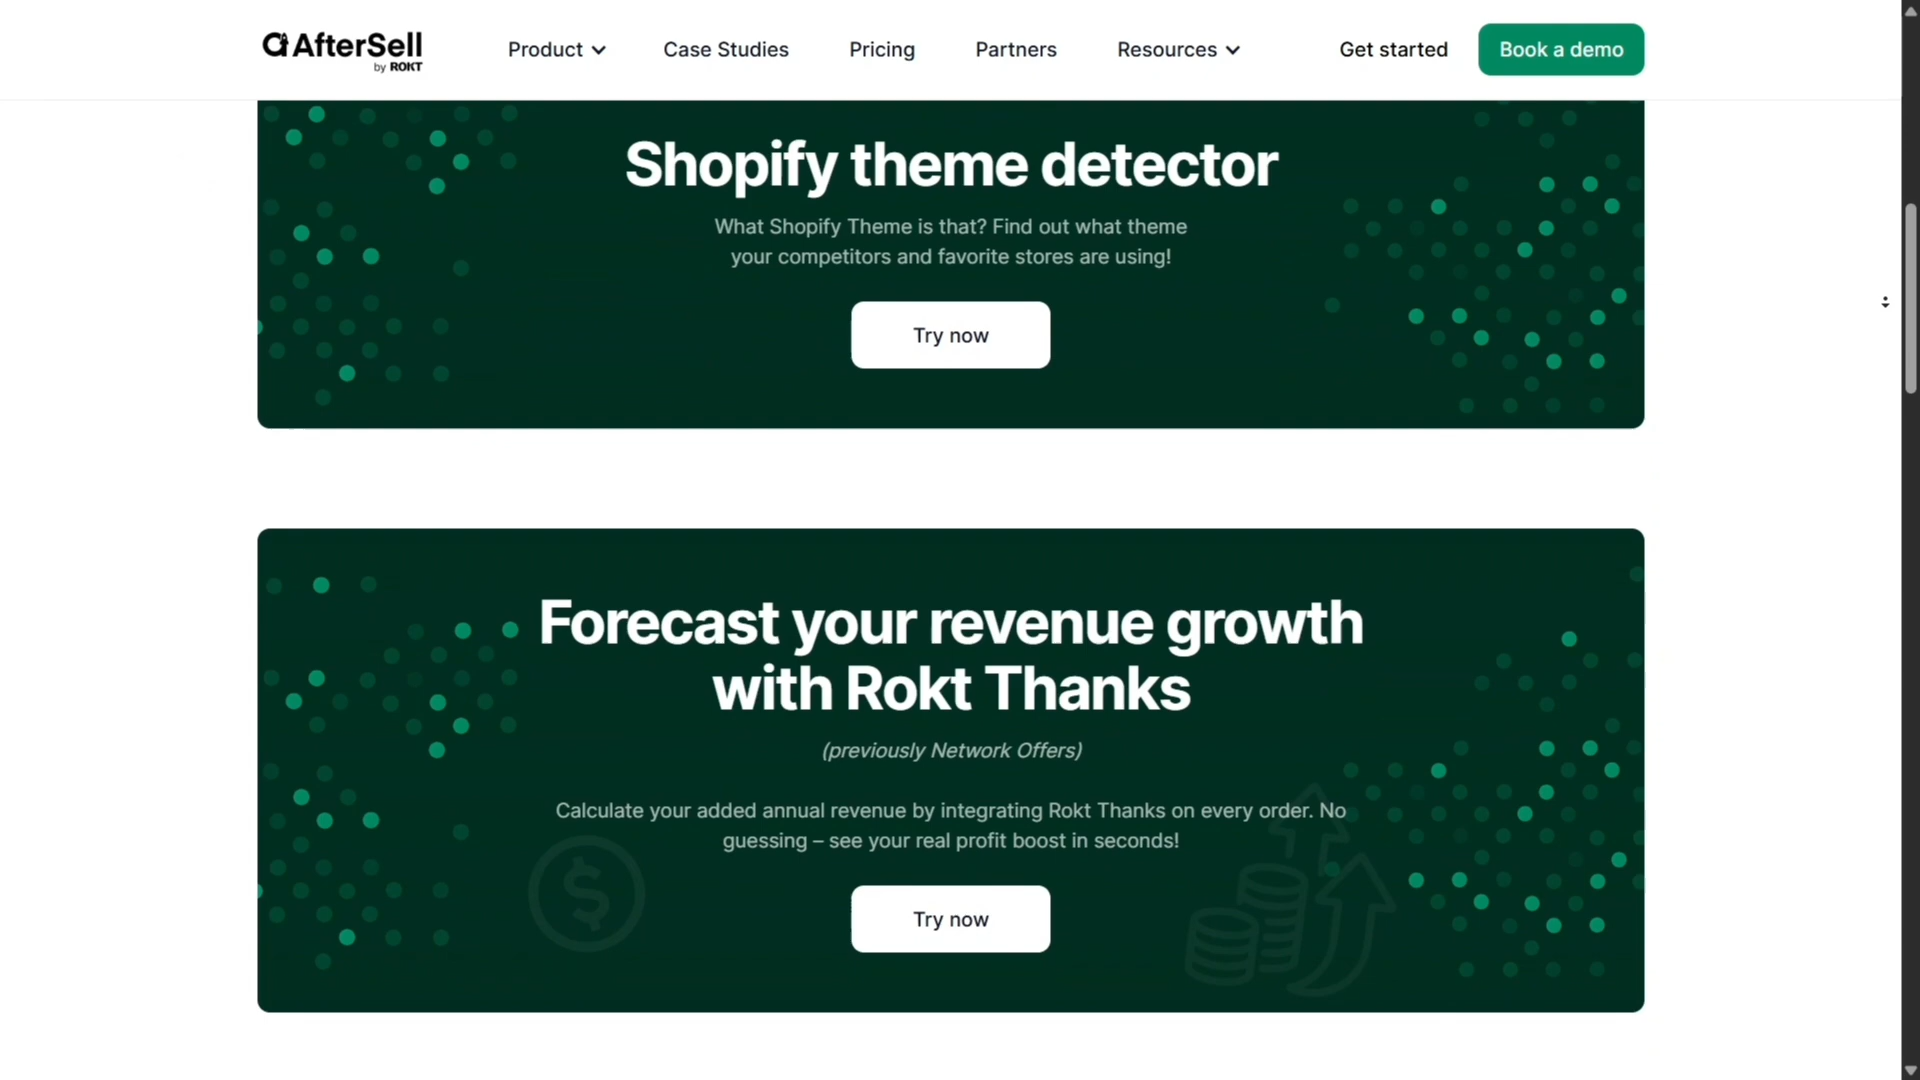 AfterSell
by ROKT
Product
Case Studies
Pricing
Partners
Resources
Get started
Book a demo
Shopify theme detector
What Shopify Theme is that? Find out what theme
your competitors and favorite stores are using!
Try now
Forecast your revenue growth
with Rokt Thanks
(previously Network Offers)
Calculate your added annual revenue by integrating Rokt Thanks on every order. No
guessing – see your real profit boost in seconds!
Try now